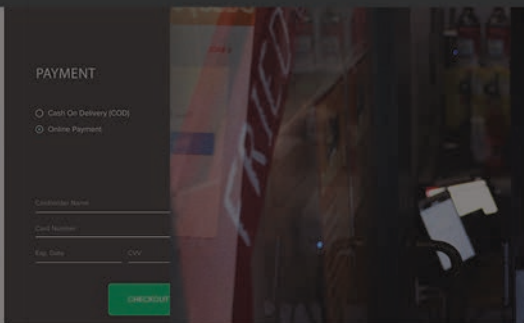 PAYMENT
Cash On Delivery (COD)
Online Payment
Cardholder Name
Card Number
Exp. Date
CVV
CHECKOUT